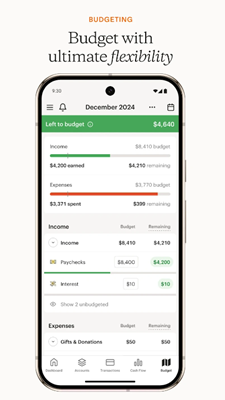 BUDGETING
Budget with
ultimate flexibility
9:30
December 2024
Left to budget $4,640
Income $8,410 budget
$4,200 earned $4,210 remaining
Expenses $3,770 budget
$3,371 spent $399 remaining
Income Budget Remaining
Income $8,410 $4,210
Paychecks $8,400 $4,200
Interest $10 $10
Show 2 unbudgeted
Expenses Budget Remaining
Gifts & Donations $50 $50
Dashboard Accounts Transactions Cash Flow Budget